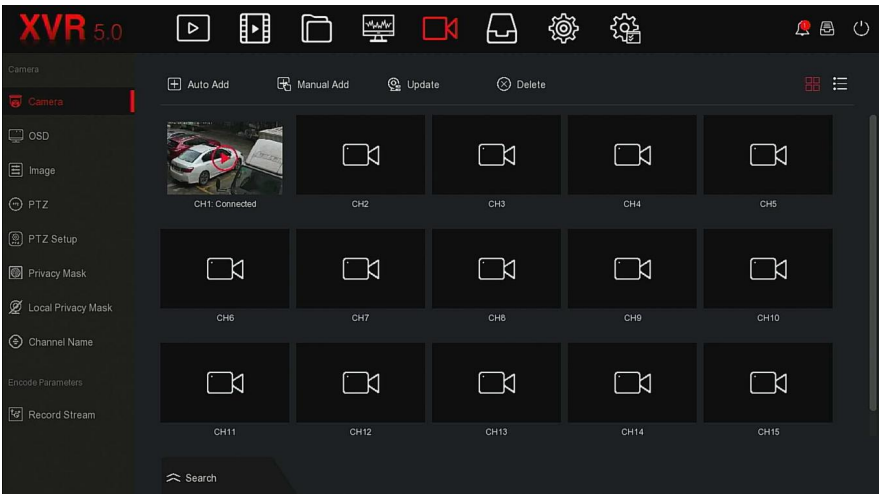 XVR 5.0
Camera
Camera
OSD
Image
PTZ
PTZ Setup
Privacy Mask
Local Privacy Mask
Channel Name
Encode Parameters
Record Stream
Auto Add
Manual Add
Update
Delete
CH1: Connected
CH2
CH3
CH4
CH5
CH6
CH7
CH8
CH9
CH10
CH11
CH12
CH13
CH14
CH15
Search